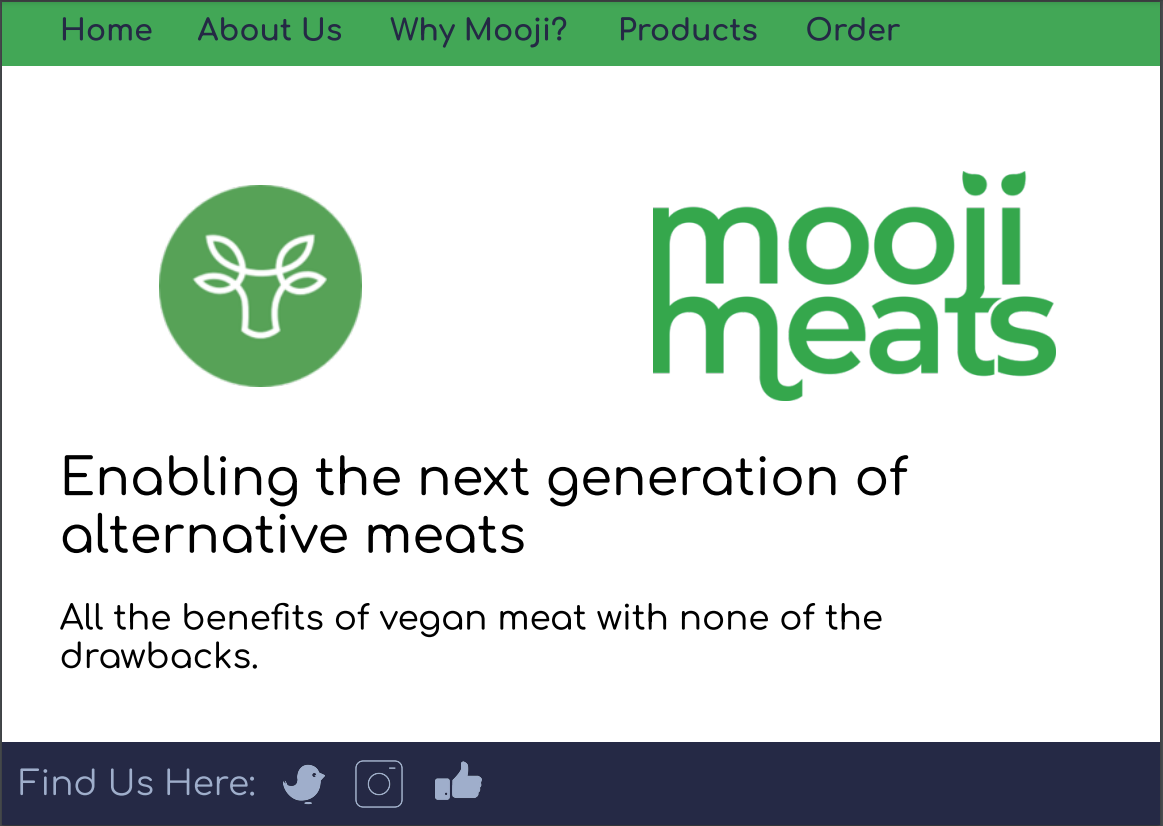 Home About Us Why Mooji? Products Order
mooji
meats
Enabling the next generation of
alternative meats
All the benefits of vegan meat with none of the
drawbacks.
Find Us Here: